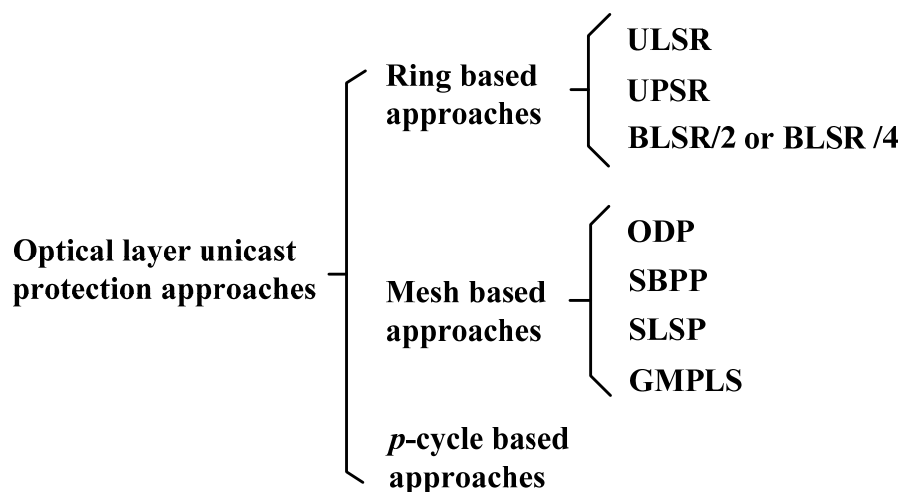 Optical layer unicast
protection approaches
Ring based
approaches
ULSR
UPSR
BLSR/2 or BLSR /4
Mesh based
approaches
ODP
SBPP
SLSP
GMPLS
p-cycle based
approaches